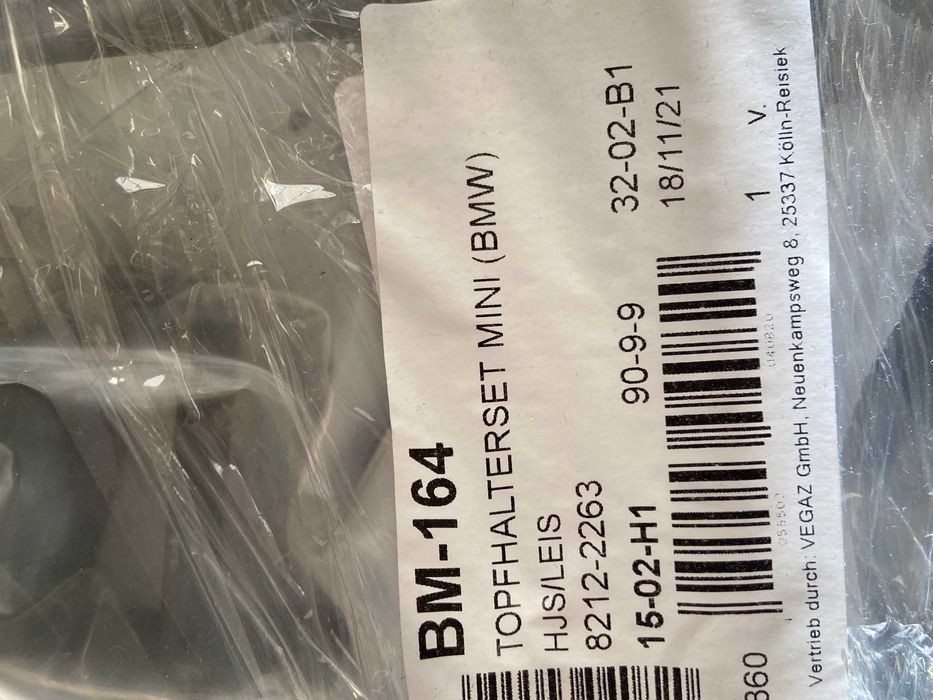 BM-164
TOPFHALTERSET MINI (BMW)
HJS/LEIS
8212-2263 32-02-B1
90-9-9 18/11/21
15-02-H1
1 V.
860
Vertrieb durch: VEGAZ GmbH, Neuenkampsweg 8, 25337 Kölln-Reisiek